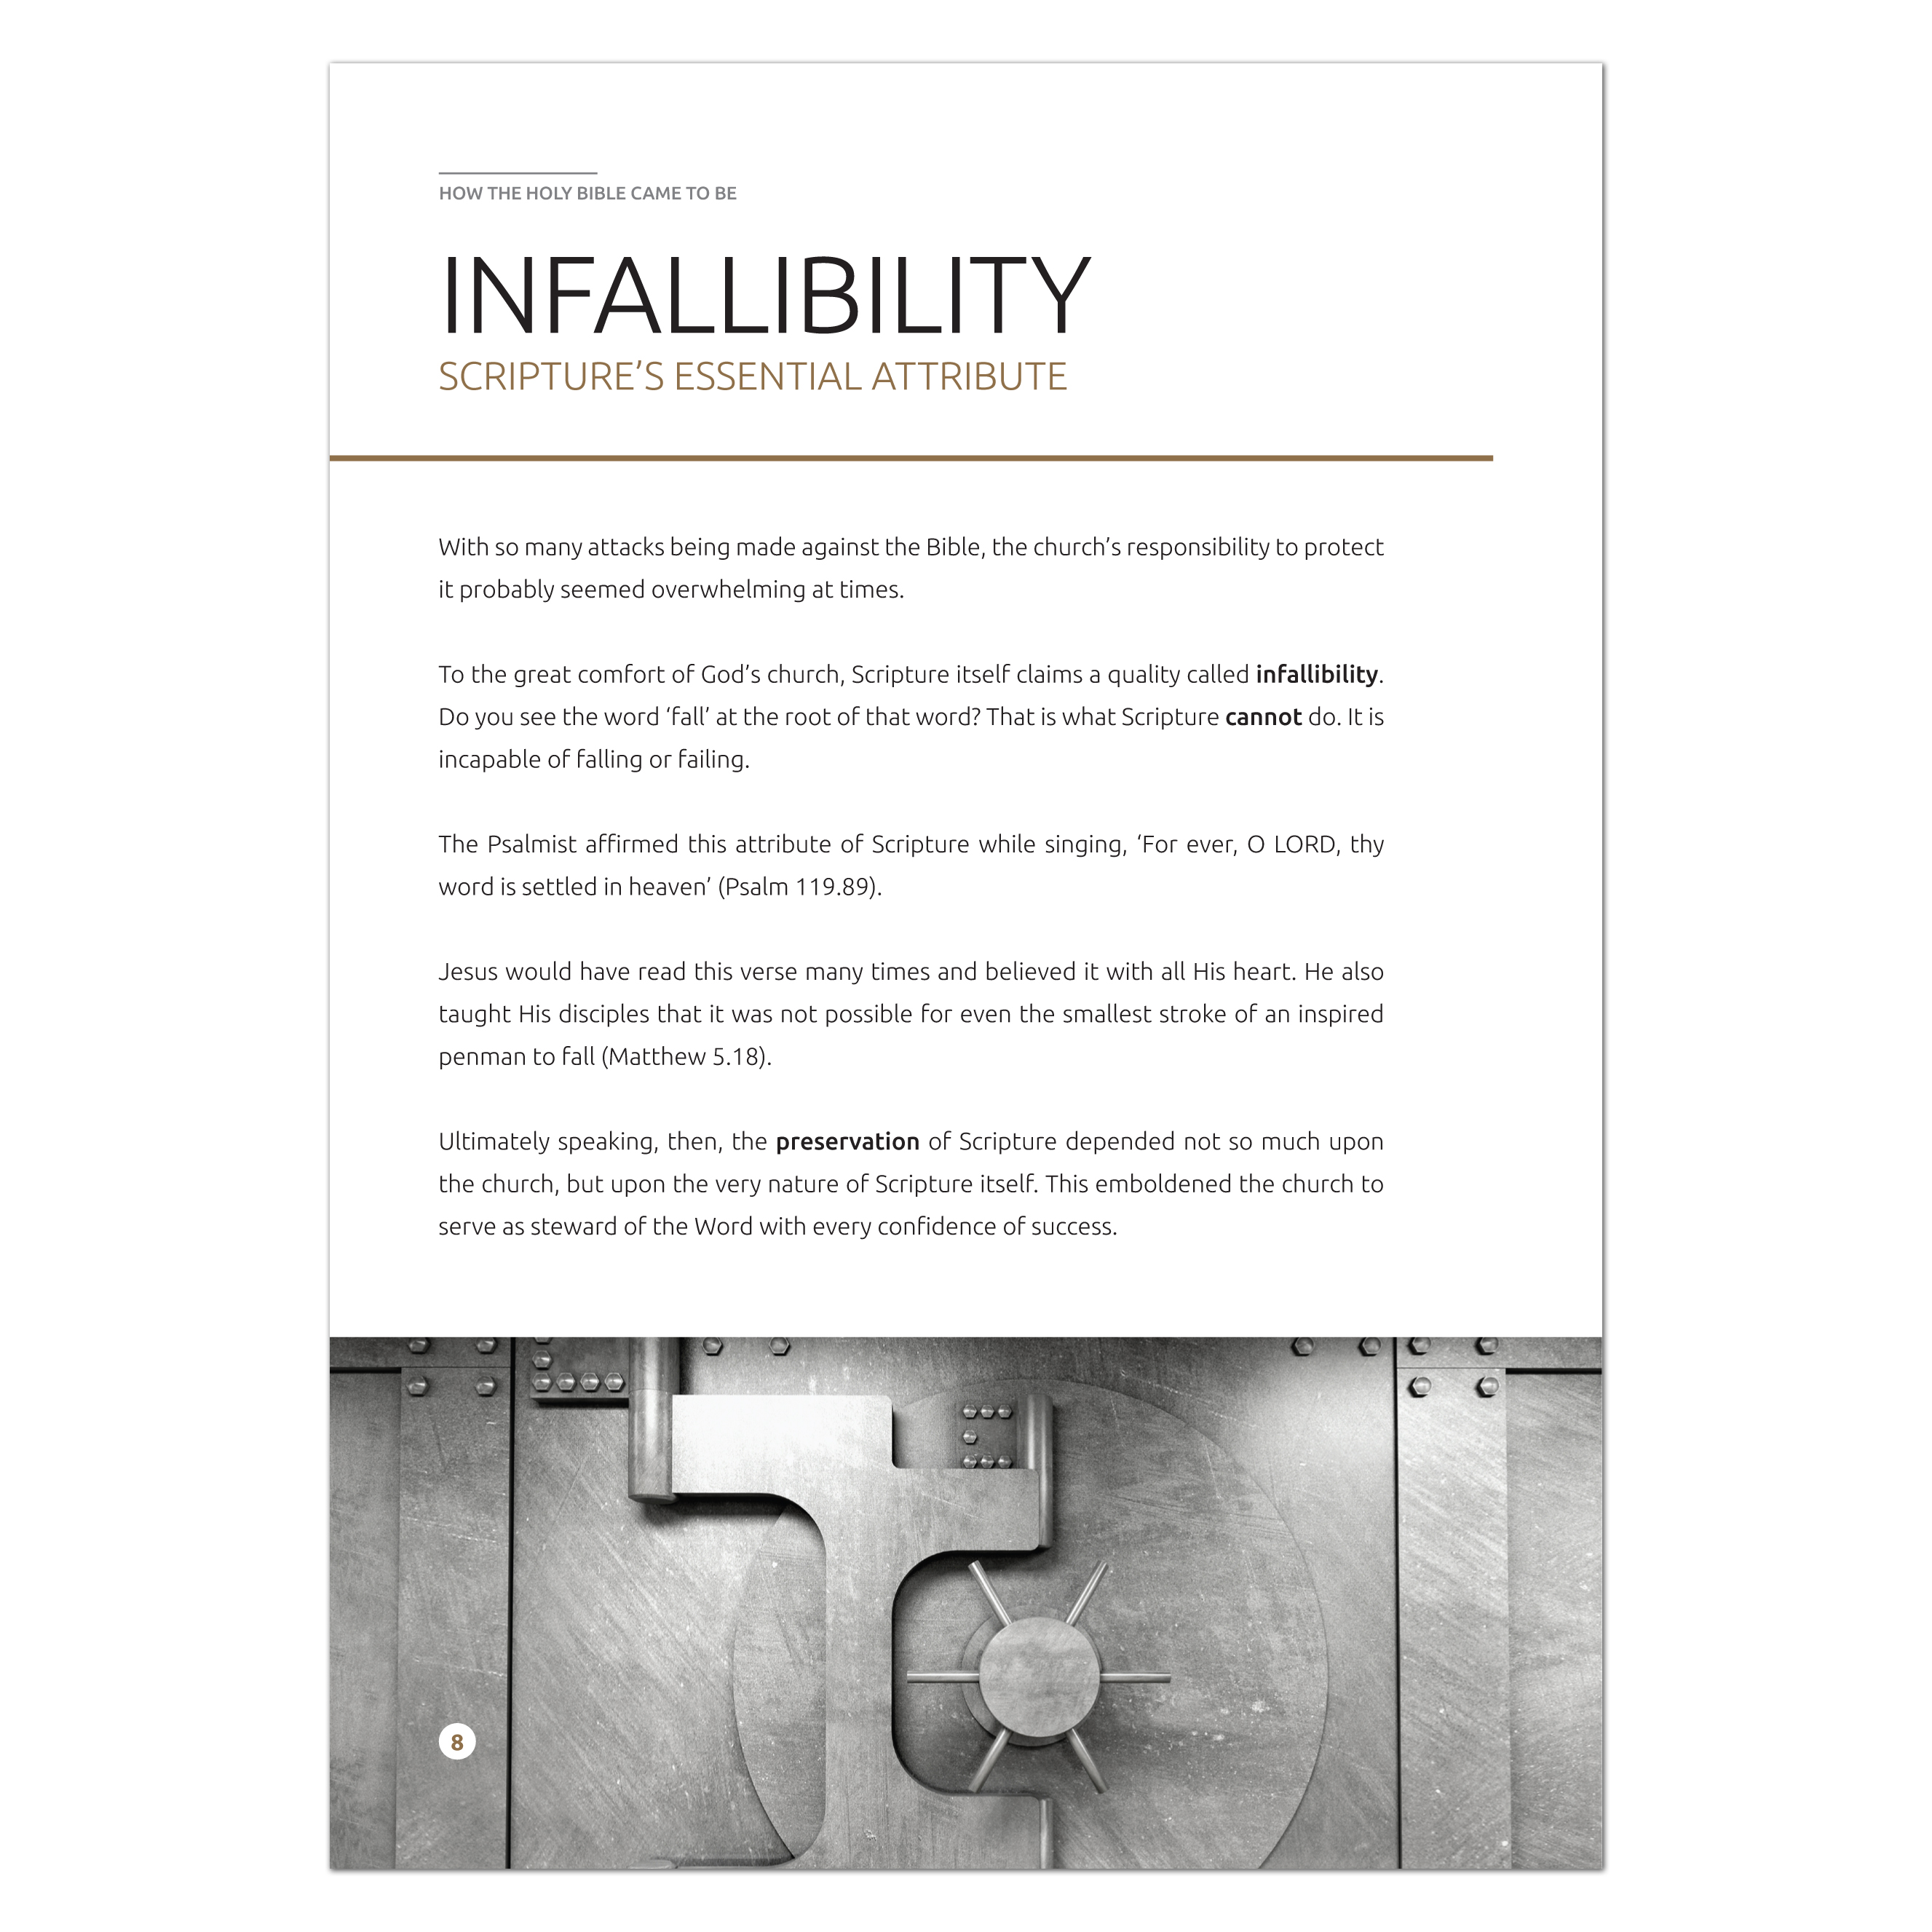 HOW THE HOLY BIBLE CAME TO BE
INFALLIBILITY
SCRIPTURE’S ESSENTIAL ATTRIBUTE
With so many attacks being made against the Bible, the church’s responsibility to protect
it probably seemed overwhelming at times.
To the great comfort of God’s church, Scripture itself claims a quality called infallibility.
Do you see the word ‘fall’ at the root of that word? That is what Scripture cannot do. It is
incapable of falling or failing.
The Psalmist affirmed this attribute of Scripture while singing, ‘For ever, O LORD, thy
word is settled in heaven’ (Psalm 119.89).
Jesus would have read this verse many times and believed it with all His heart. He also
taught His disciples that it was not possible for even the smallest stroke of an inspired
penman to fall (Matthew 5.18).
Ultimately speaking, then, the preservation of Scripture depended not so much upon
the church, but upon the very nature of Scripture itself. This emboldened the church to
serve as steward of the Word with every confidence of success.
8